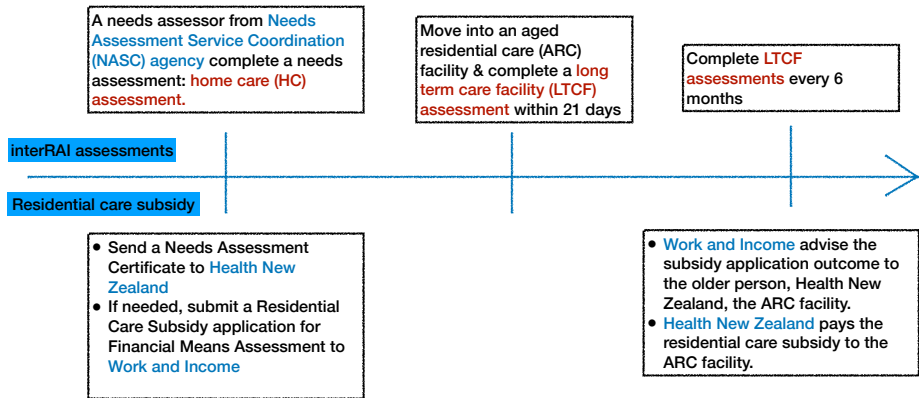 A needs assessor from Needs
Assessment Service Coordination
(NASC) agency complete a needs
assessment: home care (HC)
assessment.
Move into an aged
residential care (ARC)
facility & complete a long
term care facility (LTCF)
assessment within 21 days
Complete LTCF
assessments every 6
months
interRAI assessments
Residential care subsidy
• Send a Needs Assessment
Certificate to Health New
Zealand
• If needed, submit a Residential
Care Subsidy application for
Financial Means Assessment to
Work and Income
• Work and Income advise the
subsidy application outcome to
the older person, Health New
Zealand, the ARC facility.
• Health New Zealand pays the
residential care subsidy to the
ARC facility.